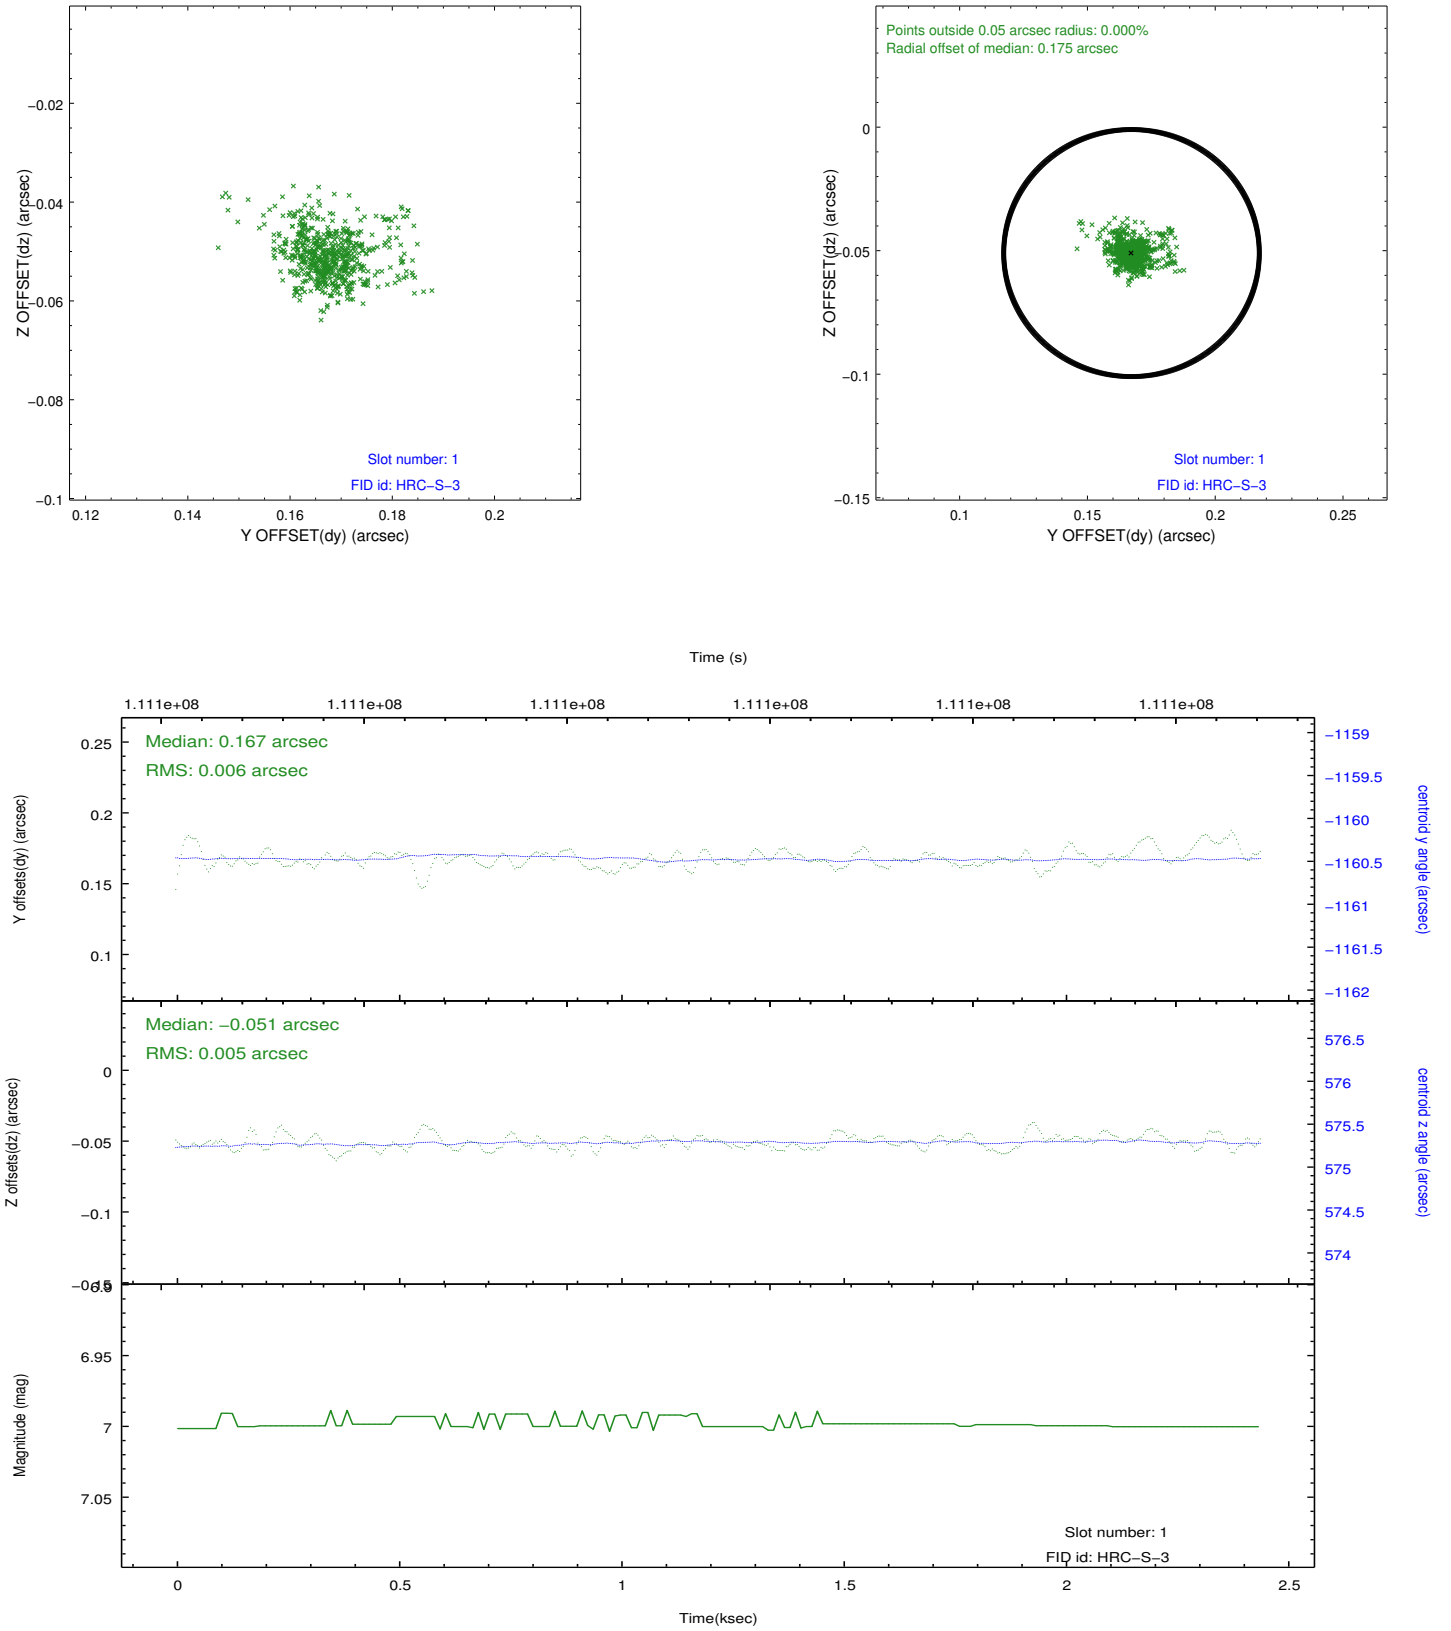 −0.02
−0.04
−0.06
−0.08
−0.1
Z OFFSET(dz) (arcsec)
Slot number: 1
FID id: HRC−S−3
0.12 0.14 0.16 0.18 0.2
Y OFFSET(dy) (arcsec)
Points outside 0.05 arcsec radius: 0.000%
Radial offset of median: 0.175 arcsec
0
−0.05
−0.1
−0.15
Z OFFSET(dz) (arcsec)
Slot number: 1
FID id: HRC−S−3
0.1 0.15 0.2 0.25
Y OFFSET(dy) (arcsec)
Time (s)
1.111e+08 1.111e+08 1.111e+08 1.111e+08 1.111e+08 1.111e+08
Median: 0.167 arcsec
RMS: 0.006 arcsec
0.25
0.2
0.15
0.1
Y offsets(dy) (arcsec)
−1159
−1159.5
−1160
−1160.5
−1161
−1161.5
−1162
centroid y angle (arcsec)
Median: −0.051 arcsec
RMS: 0.005 arcsec
0
−0.05
−0.1
−0.15
Z offsets(dz) (arcsec)
576.5
576
575.5
575
574.5
574
centroid z angle (arcsec)
6.9
6.95
7
7.05
Magnitude (mag)
Slot number: 1
FID id: HRC−S−3
0 0.5 1 1.5 2 2.5
Time(ksec)